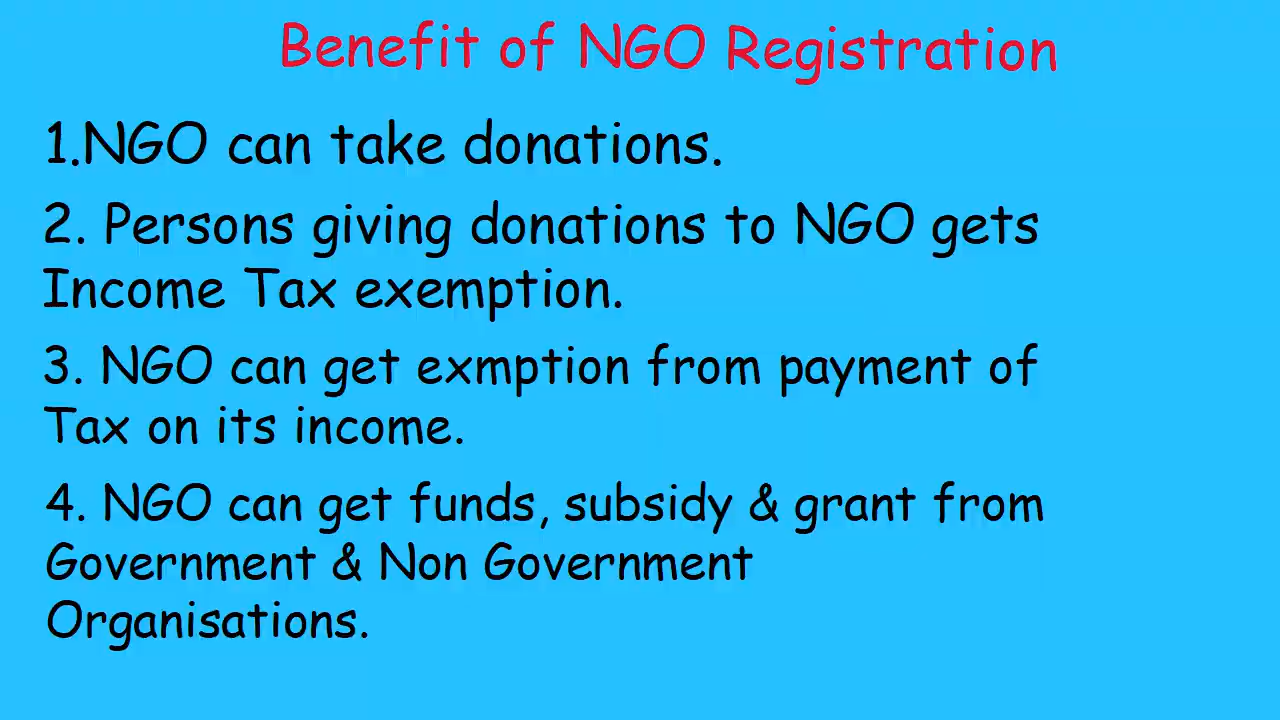 Benefit of NGO Registration
1.NGO can take donations.
2. Persons giving donations to NGO gets
Income Tax exemption.
3. NGO can get exmption from payment of
Tax on its income.
4. NGO can get funds, subsidy & grant from
Government & Non Government
Organisations.